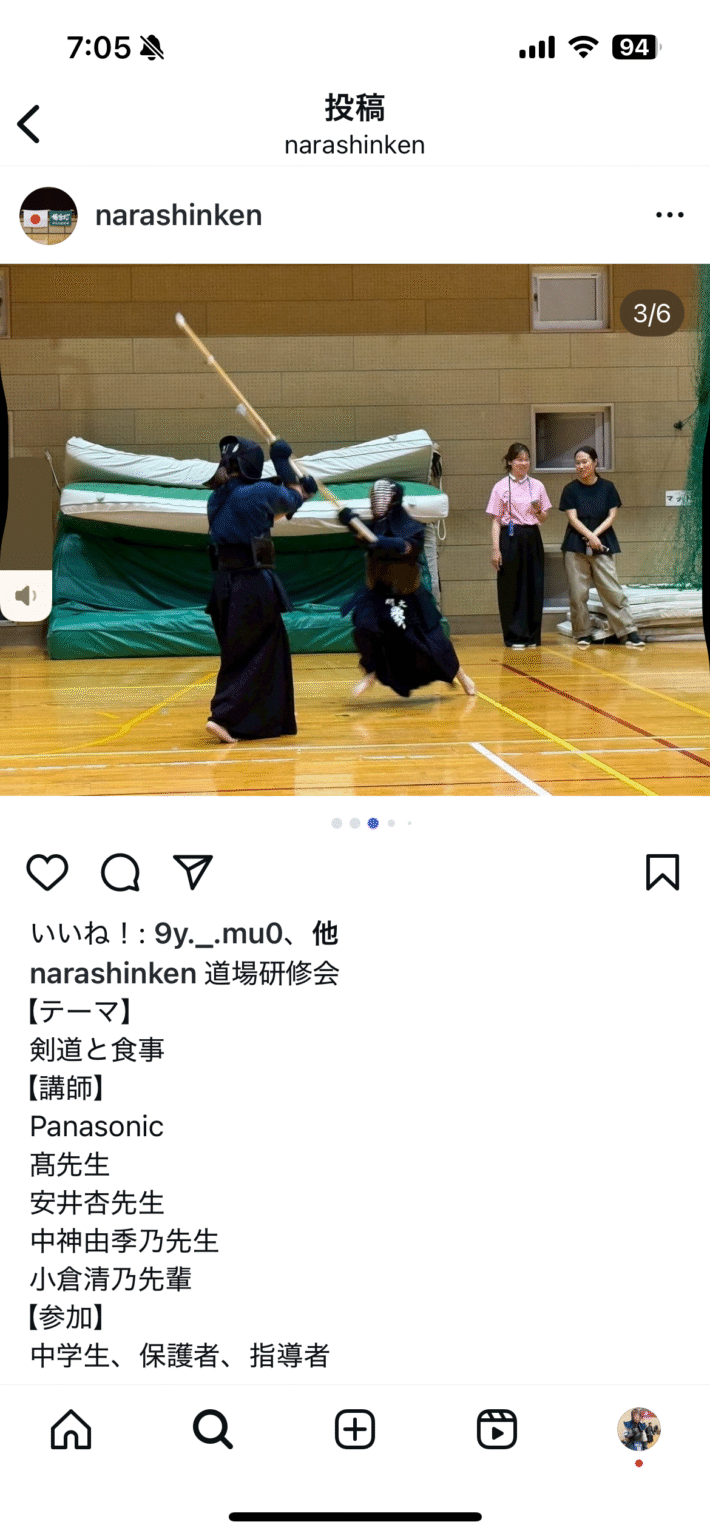 7:05
94
投稿
narashinken
narashinken
3/6
マット
いいね！: 9y._.mu0、他
narashinken 道場研修会
【テーマ】
剣道と食事
【講師】
Panasonic
髙先生
安井杏先生
中神由季乃先生
小倉清乃先輩
【参加】
中学生、保護者、指導者